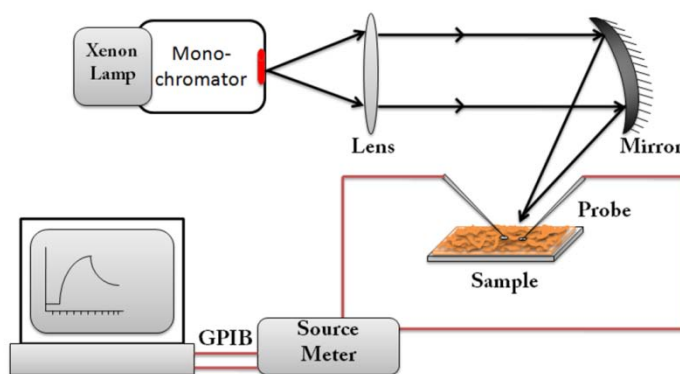 Xenon
Lamp
Mono-
chromator
Lens
Mirror
Probe
Sample
GPIB
Source
Meter